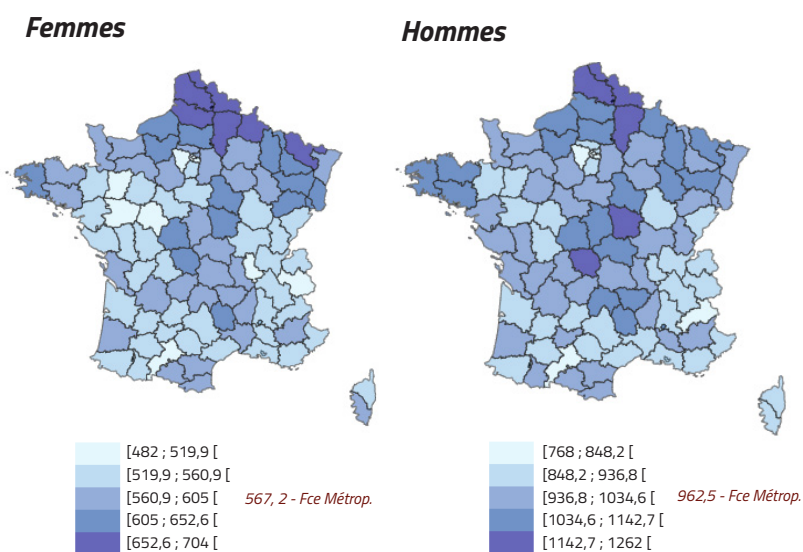 Femmes
Hommes
[482 ; 519,9 [
[519,9 ; 560,9 [
[560,9 ; 605 [
[605 ; 652,6 [
[652,6 ; 704 [
567, 2 - Fce Métrop.
[768 ; 848,2 [
[848,2 ; 936,8 [
[936,8 ; 1034,6 [
[1034,6 ; 1142,7 [
[1142,7 ; 1262 [
962,5 - Fce Métrop.